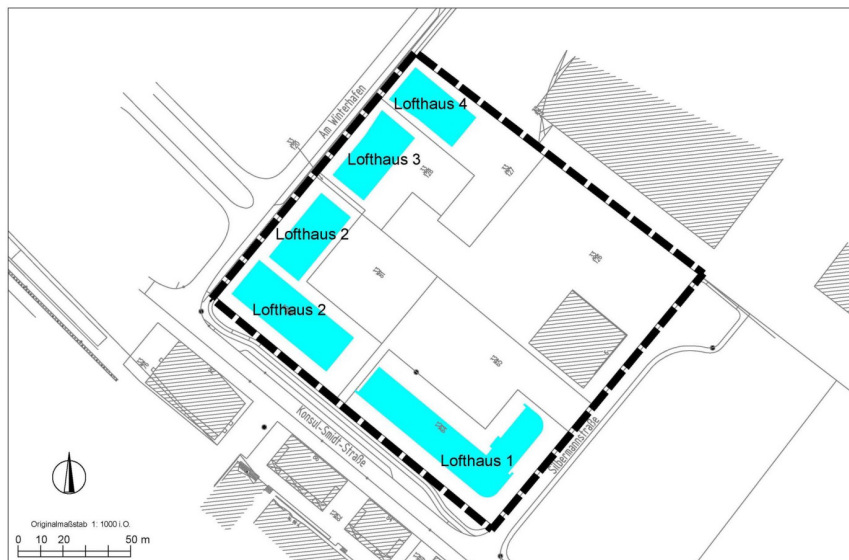 Lofthaus 4
Am Winterhafen
Lofthaus 3
Lofthaus 2
Lofthaus 2
Konsul-Smidt-Straße
Lofthaus 1
Silbermannstraße
Originalmaßstab 1: 1000 i.O.
0 10 20 50 m